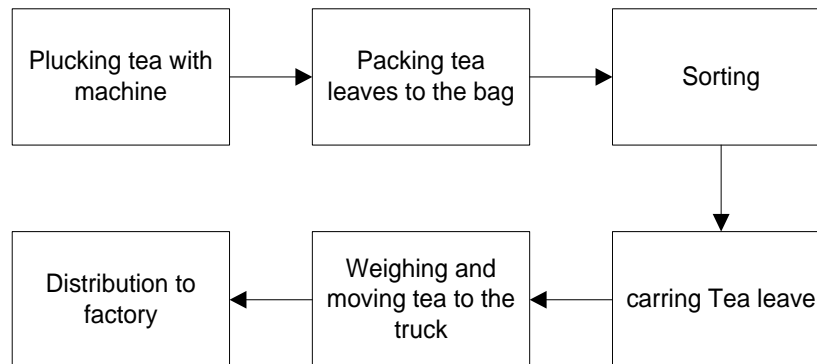 Plucking tea with
machine
Packing tea
leaves to the bag
Sorting
carring Tea leave
Weighing and
moving tea to the
truck
Distribution to
factory